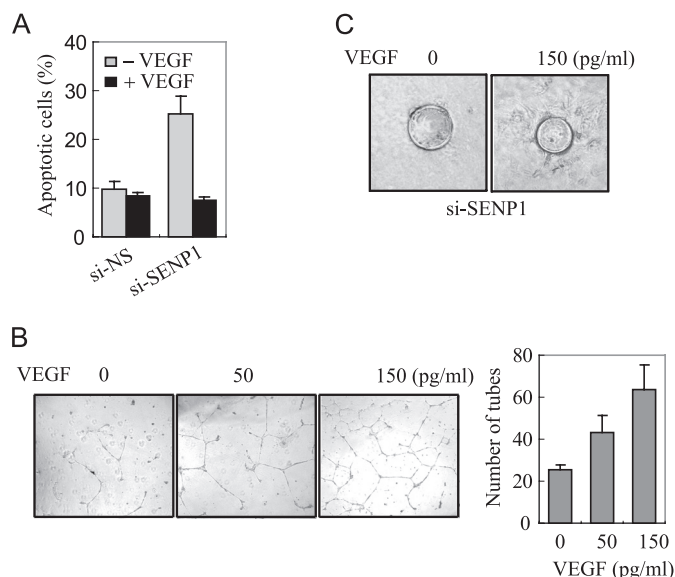 A
Apoptotic cells (%)
40
30
20
10
0
− VEGF
+ VEGF
si-NS
si-SENP1
C
VEGF 0 150 (pg/ml)
si-SENP1
B
VEGF 0 50 150 (pg/ml)
Number of tubes
80
60
40
20
0
0 50 150
VEGF (pg/ml)